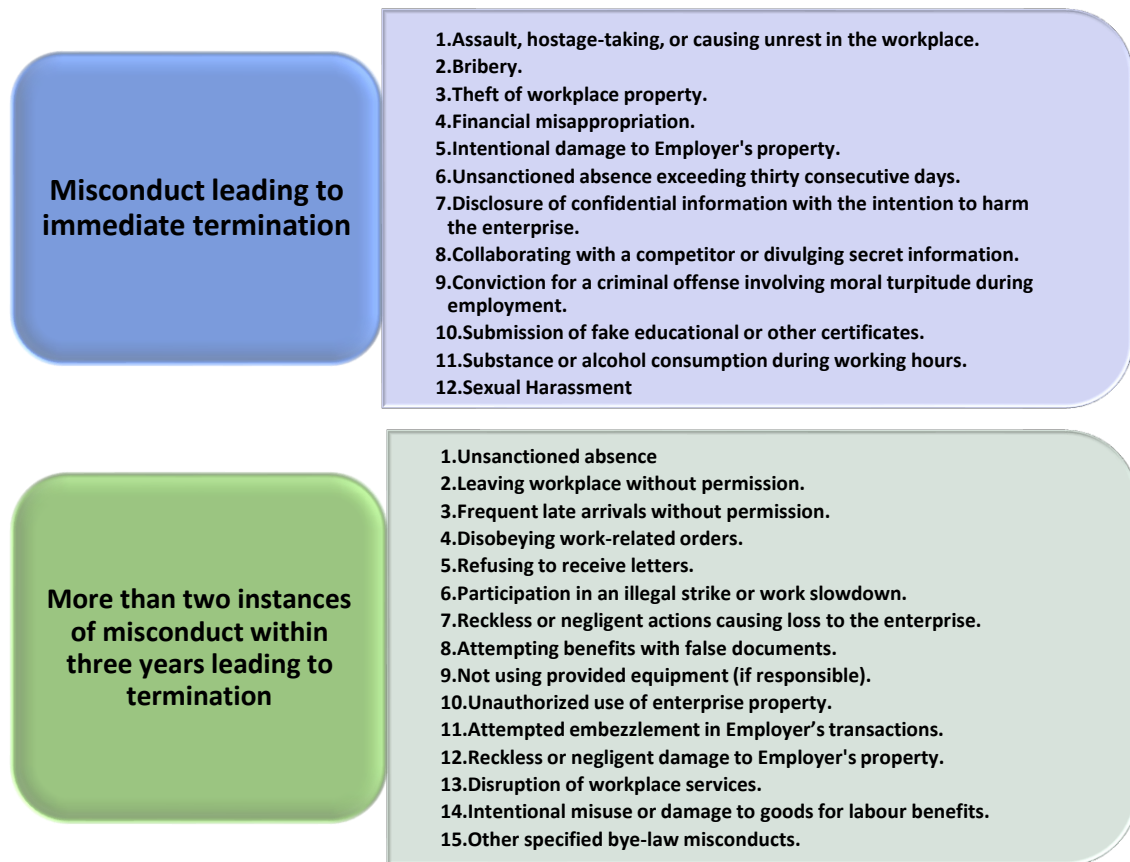 Misconduct leading to
immediate termination
1.Assault, hostage-taking, or causing unrest in the workplace.
2.Bribery.
3.Theft of workplace property.
4.Financial misappropriation.
5.Intentional damage to Employer's property.
6.Unsanctioned absence exceeding thirty consecutive days.
7.Disclosure of confidential information with the intention to harm
the enterprise.
8.Collaborating with a competitor or divulging secret information.
9.Conviction for a criminal offense involving moral turpitude during
employment.
10.Submission of fake educational or other certificates.
11.Substance or alcohol consumption during working hours.
12.Sexual Harassment
More than two instances
of misconduct within
three years leading to
termination
1.Unsanctioned absence
2.Leaving workplace without permission.
3.Frequent late arrivals without permission.
4.Disobeying work-related orders.
5.Refusing to receive letters.
6.Participation in an illegal strike or work slowdown.
7.Reckless or negligent actions causing loss to the enterprise.
8.Attempting benefits with false documents.
9.Not using provided equipment (if responsible).
10.Unauthorized use of enterprise property.
11.Attempted embezzlement in Employer’s transactions.
12.Reckless or negligent damage to Employer's property.
13.Disruption of workplace services.
14.Intentional misuse or damage to goods for labour benefits.
15.Other specified bye-law misconducts.